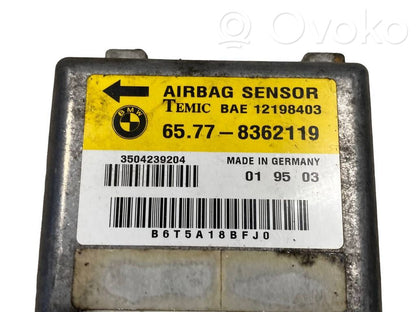 Ovoko
AIRBAG SENSOR
TEMIC BAE 12198403
BMW
65.77-8362119
3504239204
MADE IN GERMANY
01 95 03
B6T5A18BFJ0